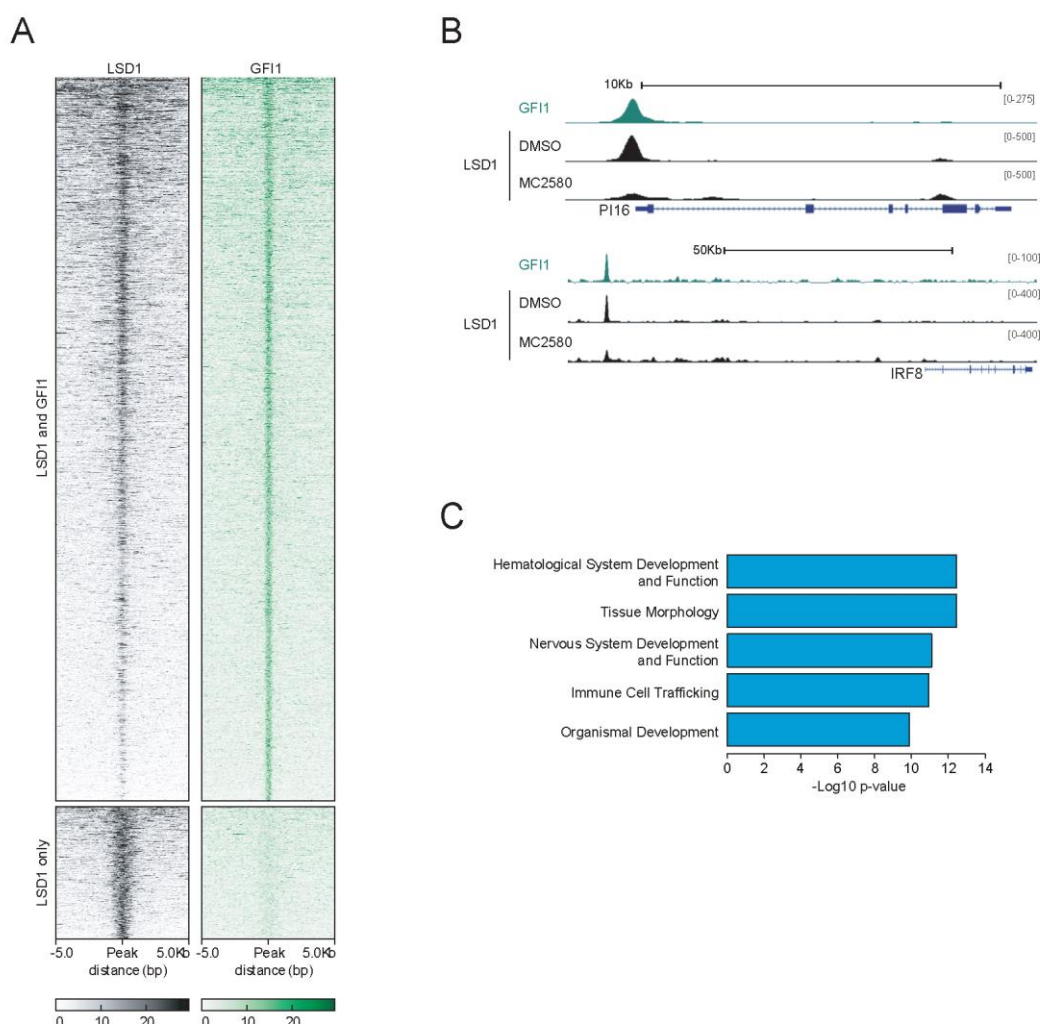 A
LSD1 GFI1
LSD1 and GFI1
LSD1 only
-5.0 Peak 5.0Kb -5.0 Peak 5.0Kb
distance (bp) distance (bp)
0 10 20 0 10 20
B
10Kb
GFI1 [0-275]
LSD1
DMSO [0-500]
MC2580 [0-500]
PI16
50Kb
GFI1 [0-100]
LSD1
DMSO [0-400]
MC2580 [0-400]
IRF8
C
Hematological System Development
and Function
Tissue Morphology
Nervous System Development
and Function
Immune Cell Trafficking
Organismal Development
0 2 4 6 8 10 12 14
-Log10 p-value